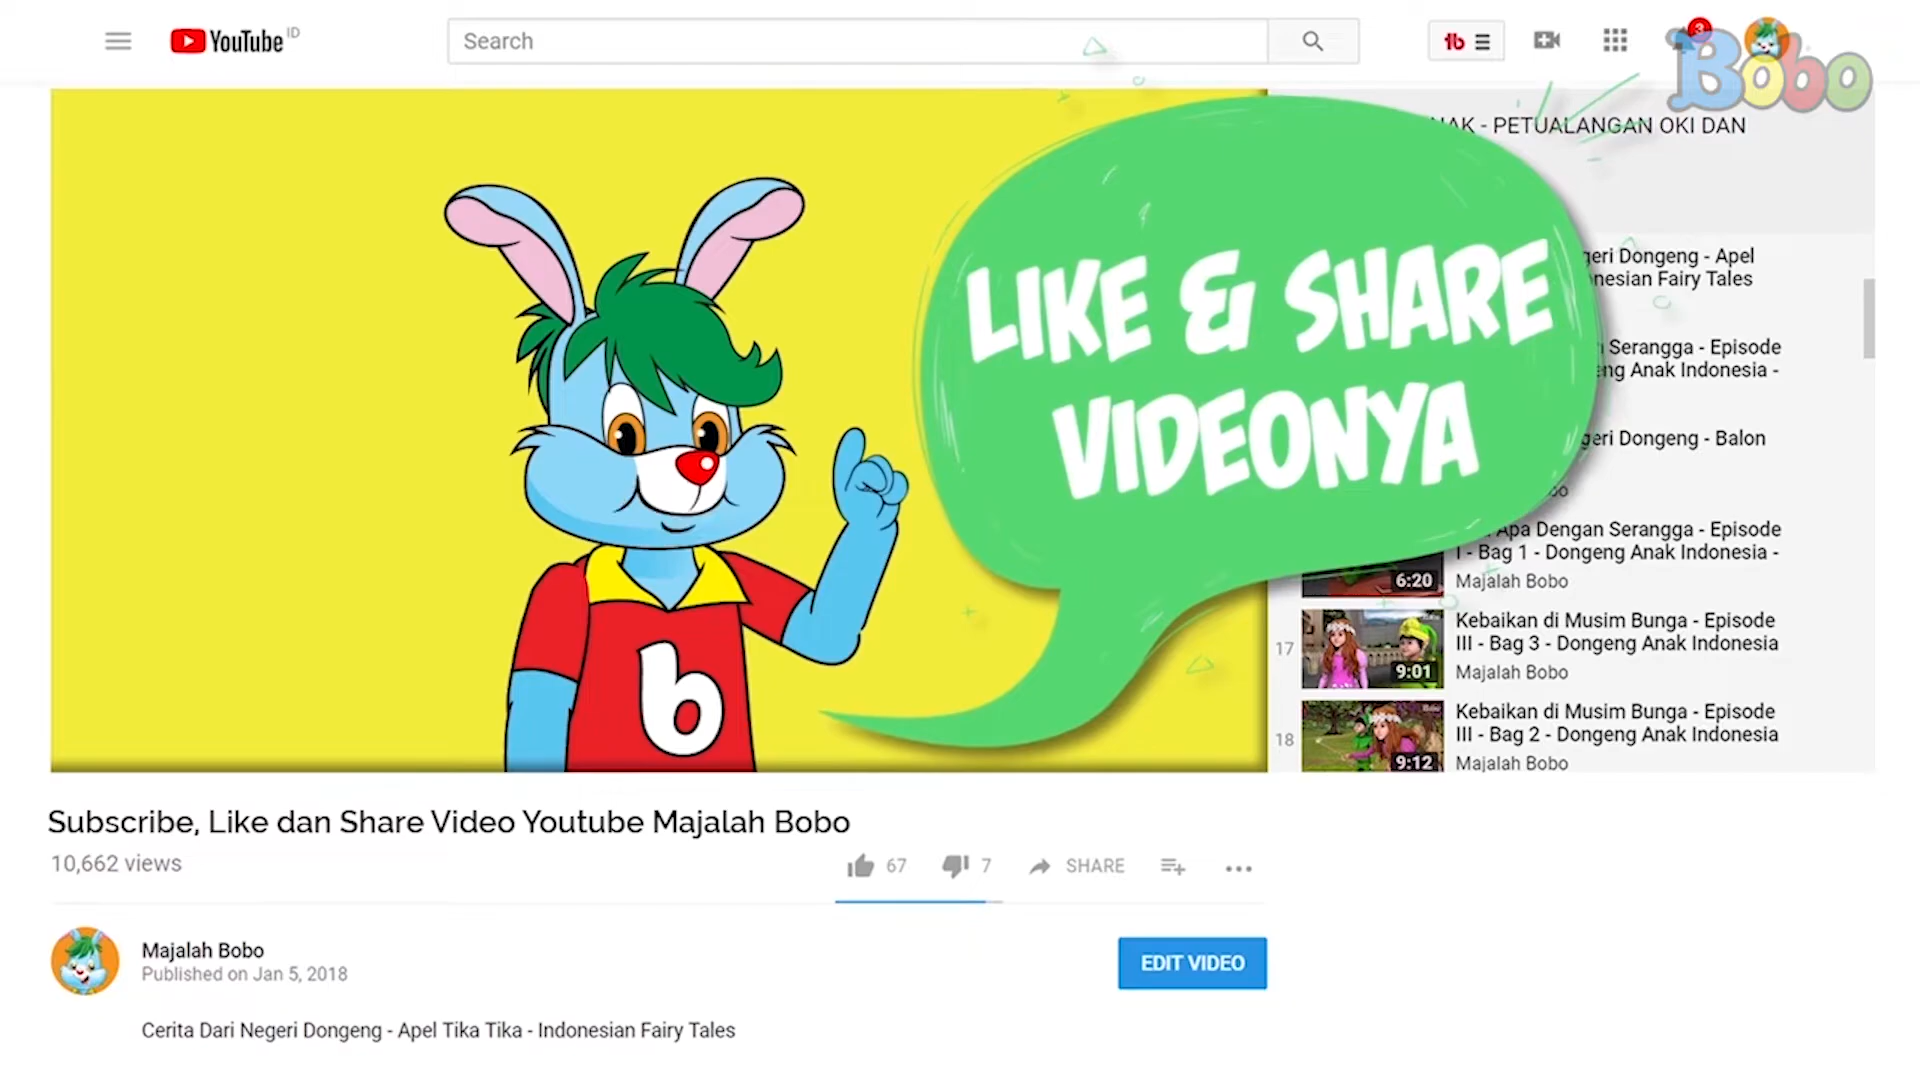 YouTube ID
Search
3
Bobo
NAK - PETUALANGAN OKI DAN
LIKE & SHARE
VIDEONYA
b
geri Dongeng - Apel
nesian Fairy Tales
Serangga - Episode
ng Anak Indonesia -
geri Dongeng - Balon
Apa Dengan Serangga - Episode
I - Bag 1 - Dongeng Anak Indonesia -
Majalah Bobo
6:20
17
Kebaikan di Musim Bunga - Episode
III - Bag 3 - Dongeng Anak Indonesia
Majalah Bobo
9:01
18
Kebaikan di Musim Bunga - Episode
III - Bag 2 - Dongeng Anak Indonesia
Majalah Bobo
9:12
Subscribe, Like dan Share Video Youtube Majalah Bobo
10,662 views
67
7
SHARE
Majalah Bobo
Published on Jan 5, 2018
EDIT VIDEO
Cerita Dari Negeri Dongeng - Apel Tika Tika - Indonesian Fairy Tales